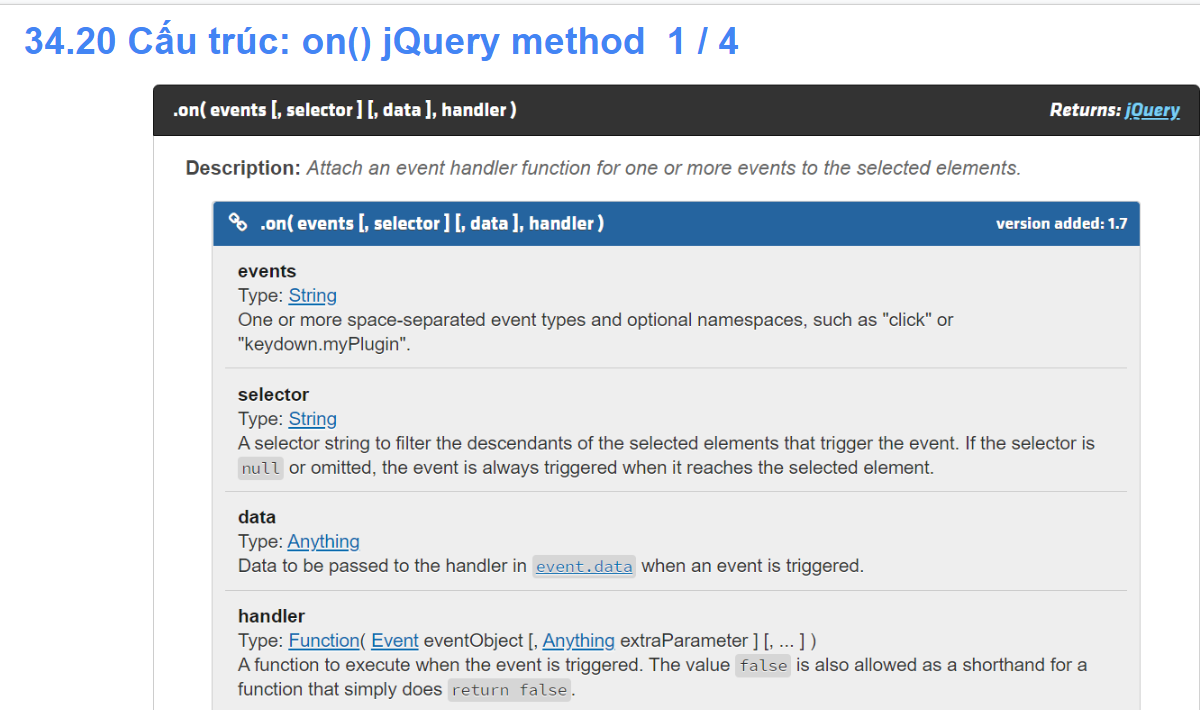 34.20 Cấu trúc: on() jQuery method 1 / 4
.on( events [, selector ] [, data ], handler ) Returns: jQuery
Description: Attach an event handler function for one or more events to the selected elements.
.on( events [, selector ] [, data ], handler ) version added: 1.7
events
Type: String
One or more space-separated event types and optional namespaces, such as "click" or
"keydown.myPlugin".
selector
Type: String
A selector string to filter the descendants of the selected elements that trigger the event. If the selector is
null or omitted, the event is always triggered when it reaches the selected element.
data
Type: Anything
Data to be passed to the handler in event.data when an event is triggered.
handler
Type: Function( Event eventObject [, Anything extraParameter ] [, ... ] )
A function to execute when the event is triggered. The value false is also allowed as a shorthand for a
function that simply does return false.